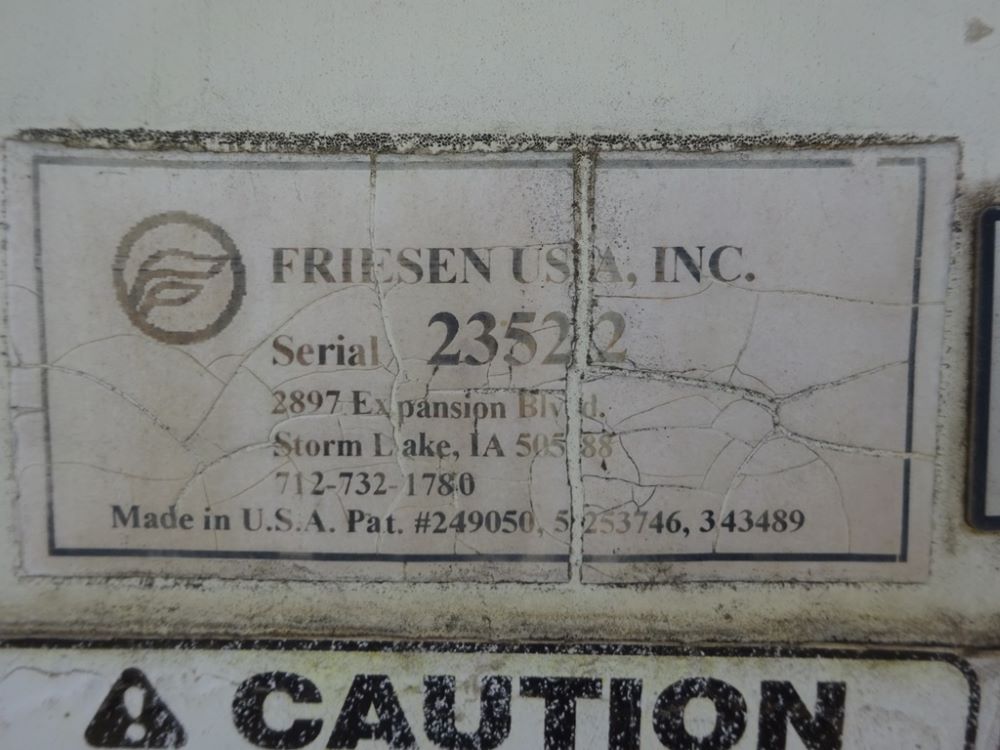 FRIESEN USA, INC.
Serial 23522
2897 Expansion Blvd.
Storm Lake, IA 50588
712-732-1780
Made in U.S.A. Pat. #249050, 5253746, 343489
CAUTION